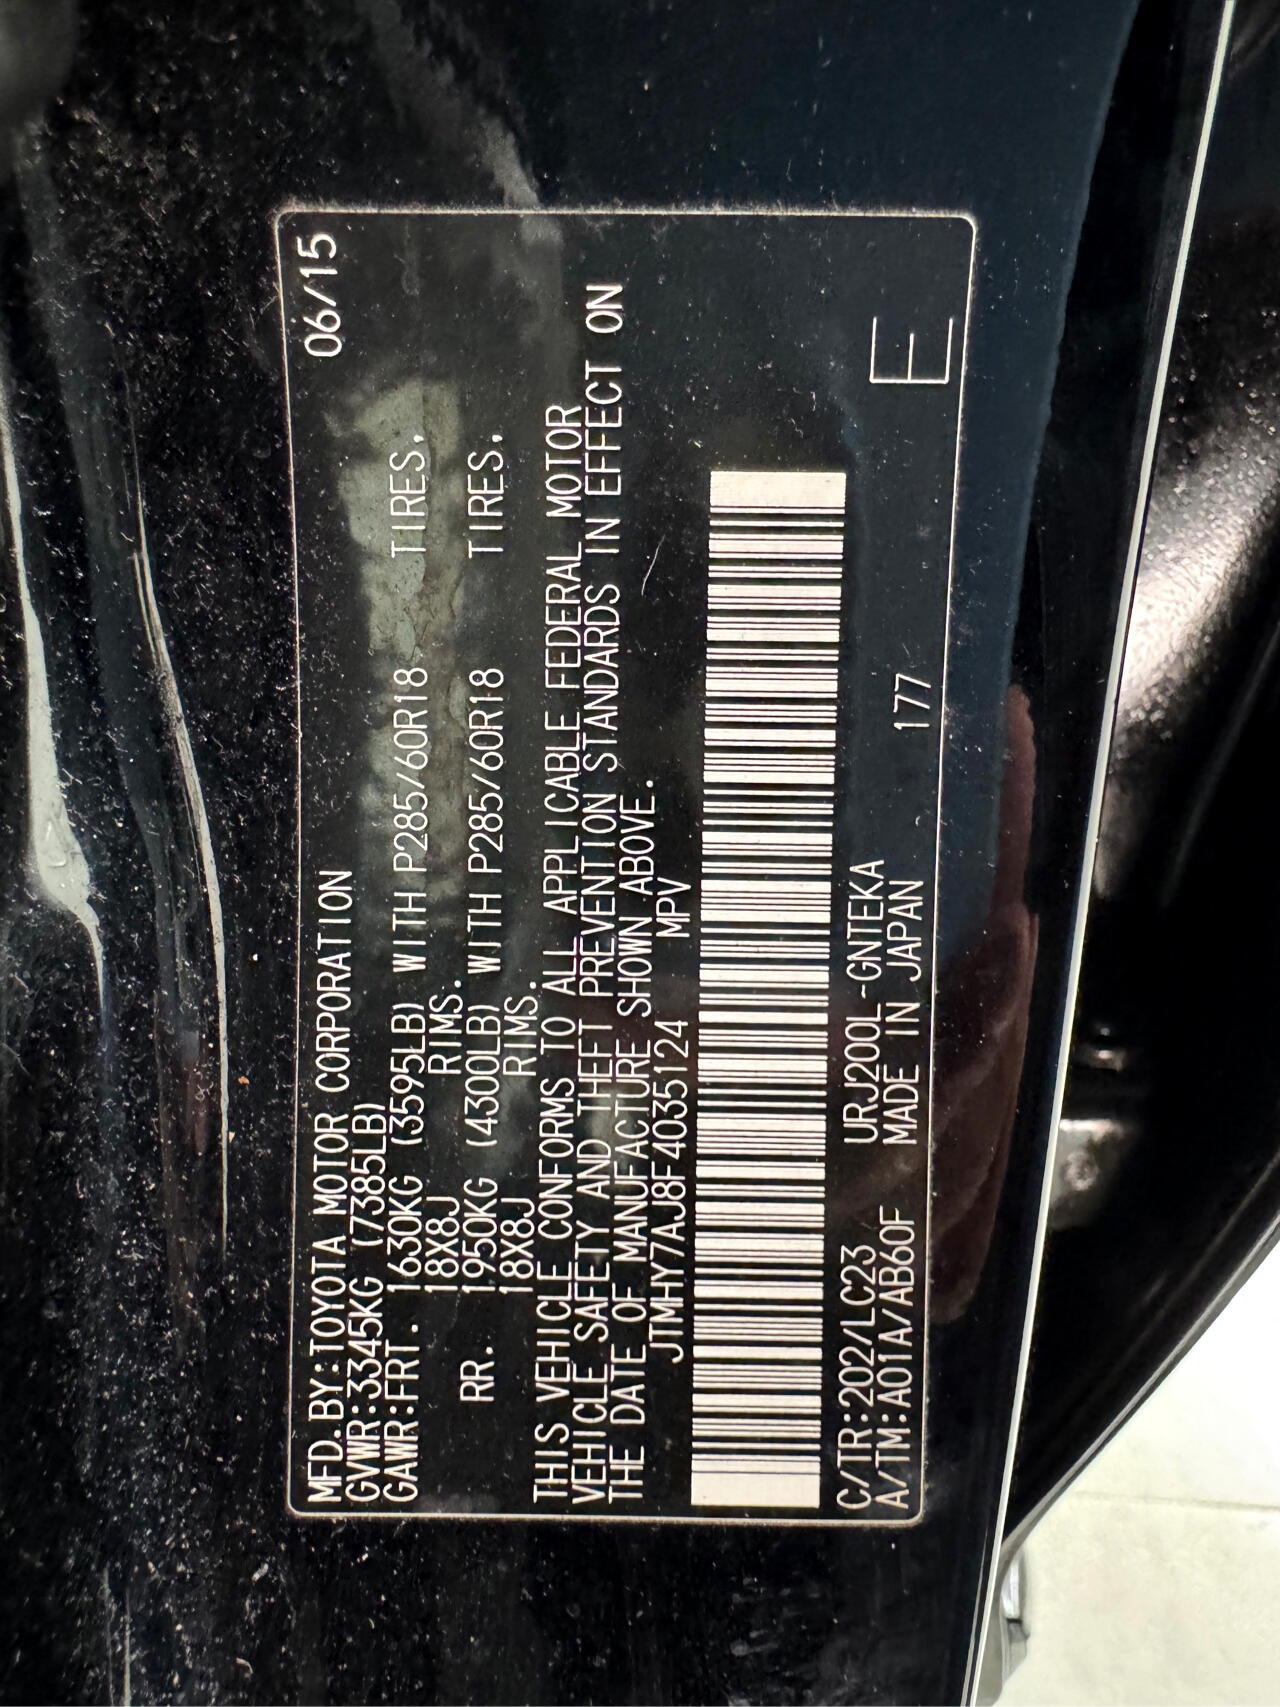 MFD.BY:TOYOTA MOTOR CORPORATION 06/15
GVWR:3345KG (7385LB)
GAWR:FRT. 1630KG (3595LB) WITH P285/60R18 TIRES,
18X8J RIMS.
RR. 1950KG (4300LB) WITH P285/60R18 TIRES,
18X8J RIMS.
THIS VEHICLE CONFORMS TO ALL APPLICABLE FEDERAL MOTOR
VEHICLE SAFETY AND THEFT PREVENTION STANDARDS IN EFFECT ON
THE DATE OF MANUFACTURE SHOWN ABOVE.
JTMHY7AJ8F4035124 MPV
C/TR:202/LC23 URJ200L-GNTEKA 177
A/TM:A01A/AB60F MADE IN JAPAN
E